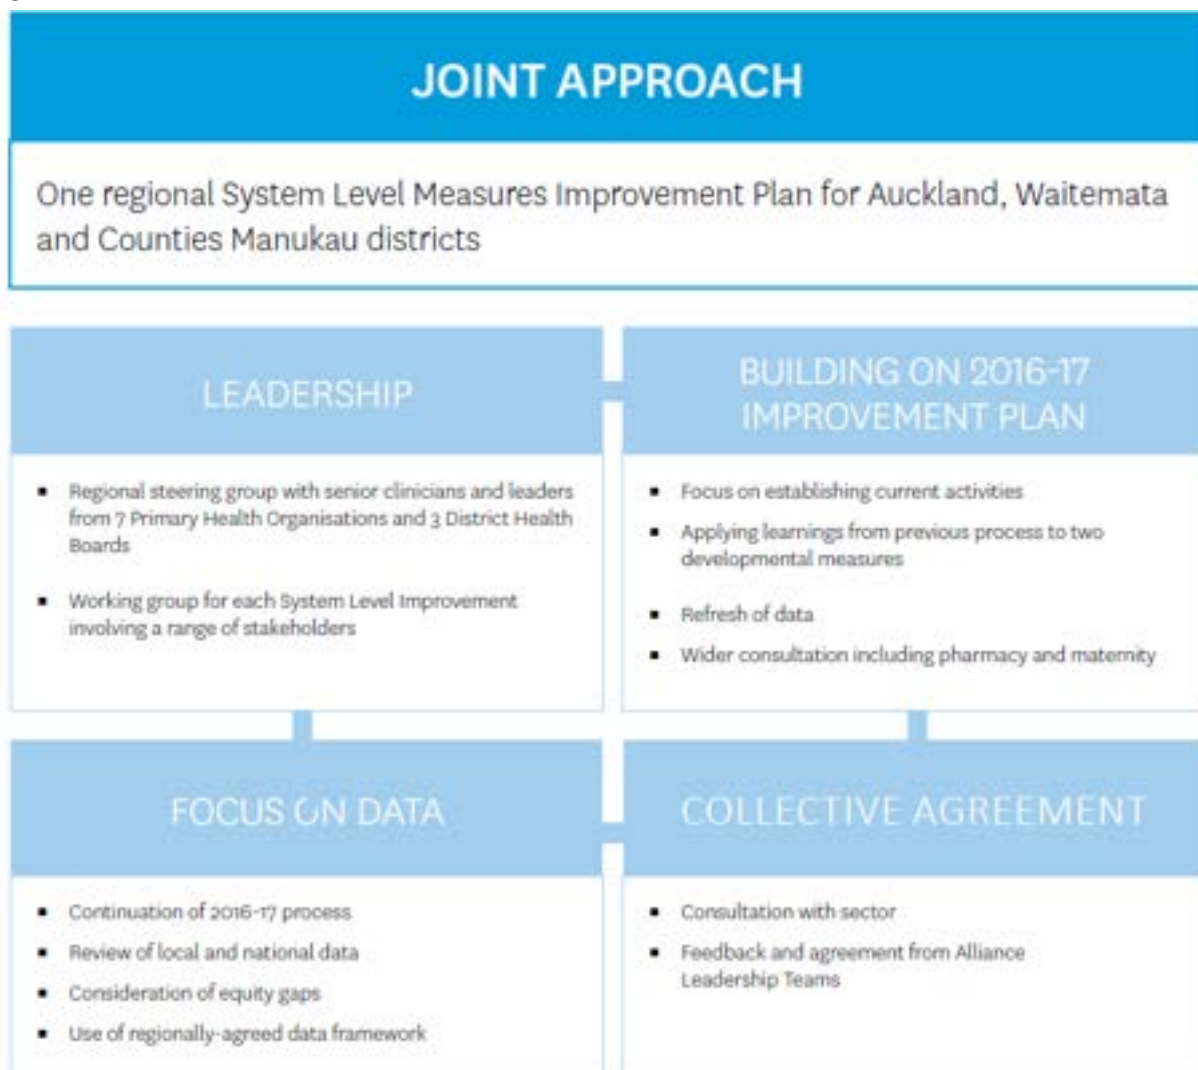 JOINT APPROACH
One regional System Level Measures Improvement Plan for Auckland, Waitemata
and Counties Manukau districts
LEADERSHIP
▪ Regional steering group with senior clinicians and leaders
from 7 Primary Health Organisations and 3 District Health
Boards
▪ Working group for each System Level Improvement
involving a range of stakeholders
BUILDING ON 2016-17
IMPROVEMENT PLAN
▪ Focus on establishing current activities
▪ Applying learnings from previous process to two
developmental measures
▪ Refresh of data
▪ Wider consultation including pharmacy and maternity
FOCUS ON DATA
▪ Continuation of 2016-17 process
▪ Review of local and national data
▪ Consideration of equity gaps
▪ Use of regionally-agreed data framework
COLLECTIVE AGREEMENT
▪ Consultation with sector
▪ Feedback and agreement from Alliance
Leadership Teams